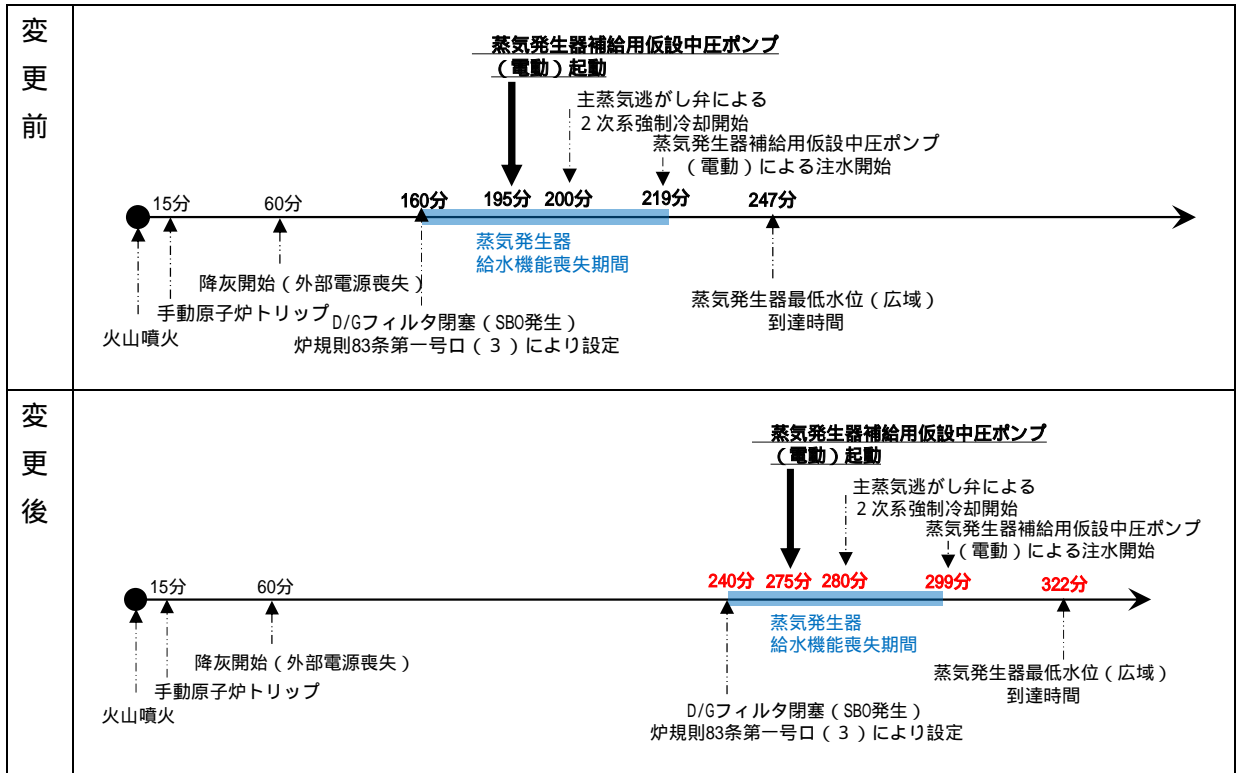 変
更
前
蒸気発生器補給用仮設中圧ポンプ
（電動）起動
主蒸気逃がし弁による
２次系強制冷却開始
蒸気発生器補給用仮設中圧ポンプ
（電動）による注水開始
15分
60分
160分
195分
200分
219分
247分
蒸気発生器
給水機能喪失期間
降灰開始（外部電源喪失）
手動原子炉トリップ
火山噴火
D/Gフィルタ閉塞（SBO発生）
炉規則83条第一号ロ（３）により設定
蒸気発生器最低水位（広域）
到達時間
変
更
後
蒸気発生器補給用仮設中圧ポンプ
（電動）起動
主蒸気逃がし弁による
２次系強制冷却開始
蒸気発生器補給用仮設中圧ポンプ
（電動）による注水開始
15分
60分
240分
275分
280分
299分
322分
蒸気発生器
給水機能喪失期間
降灰開始（外部電源喪失）
手動原子炉トリップ
火山噴火
D/Gフィルタ閉塞（SBO発生）
炉規則83条第一号ロ（３）により設定
蒸気発生器最低水位（広域）
到達時間